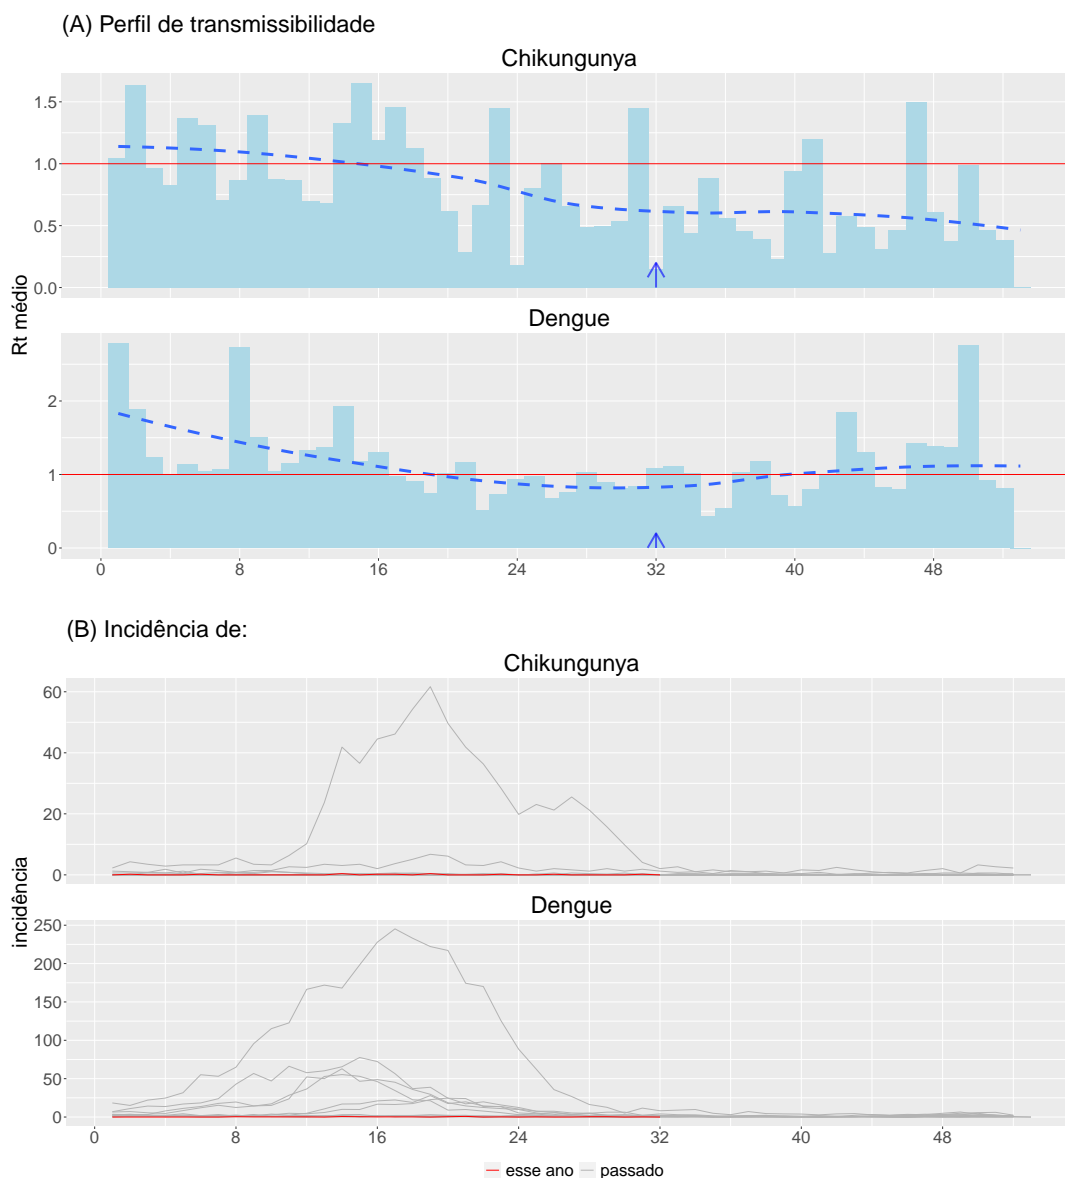 (A) Perfil de transmissibilidade
Chikungunya
1.5
1.0
0.5
0.0
Dengue
2
1
0
Rt médio
0 8 16 24 32 40 48
(B) Incidência de:
Chikungunya
60
40
20
0
Dengue
250
200
150
100
50
0
incidência
0 8 16 24 32 40 48
esse ano passado